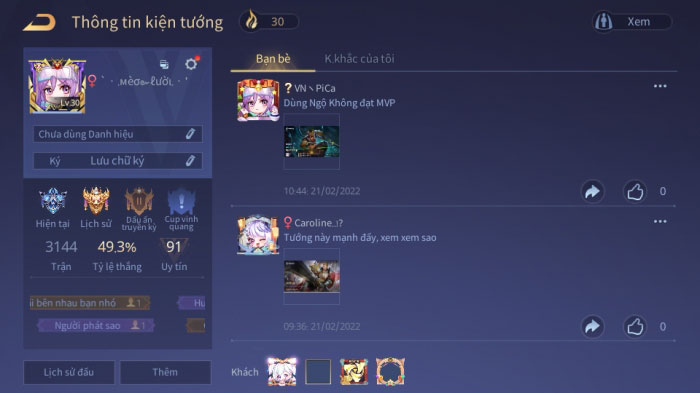 Thông tin kiện tướng
30
Xem
Bạn bè
K.khắc của tôi
Lv.30
Chưa dùng Danh hiệu
Ký
Lưu chữ ký
Hiện tại
Lịch sử
Dấu ấn truyền kỳ
Cup vinh quang
3144
49.3%
91
Trận
Tỷ lệ thắng
Uy tín
bên nhau bạn nhỏ
1
Người phát sao
1
Lịch sử đấu
Thêm
VN丶PiCa
Dùng Ngộ Không đạt MVP
10:44: 21/02/2022
0
Caroline..!?
Tướng này mạnh đấy, xem xem sao
09:36: 21/02/2022
0
Khách